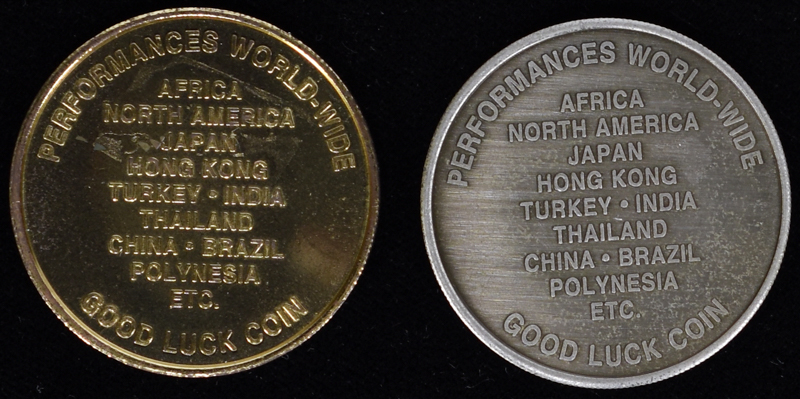 PERFORMANCES WORLD-WIDE
AFRICA
NORTH AMERICA
JAPAN
HONG KONG
TURKEY • INDIA
THAILAND
CHINA • BRAZIL
POLYNESIA
ETC.
GOOD LUCK COIN
PERFORMANCES WORLD-WIDE
AFRICA
NORTH AMERICA
JAPAN
HONG KONG
TURKEY • INDIA
THAILAND
CHINA • BRAZIL
POLYNESIA
ETC.
GOOD LUCK COIN